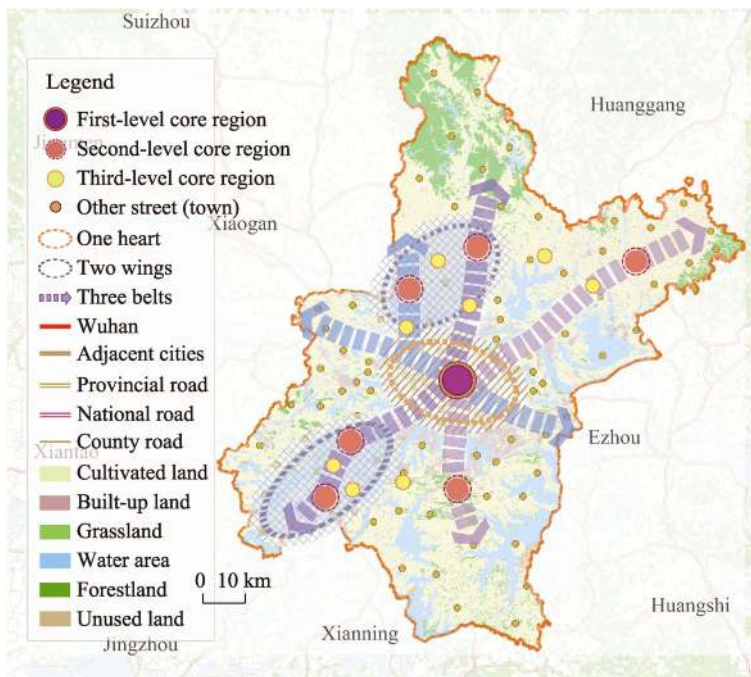 Suizhou
Huanggang
Legend
First-level core region
Jingmen
Second-level core region
Third-level core region
Other street (town)
Xiaogan
One heart
Two wings
Three belts
Wuhan
Adjacent cities
Provincial road
National road
County road
Xiantao
Ezhou
Cultivated land
Built-up land
Grassland
Water area
Forestland
0 10 km
Unused land
Huangshi
Jingzhou
Xianning